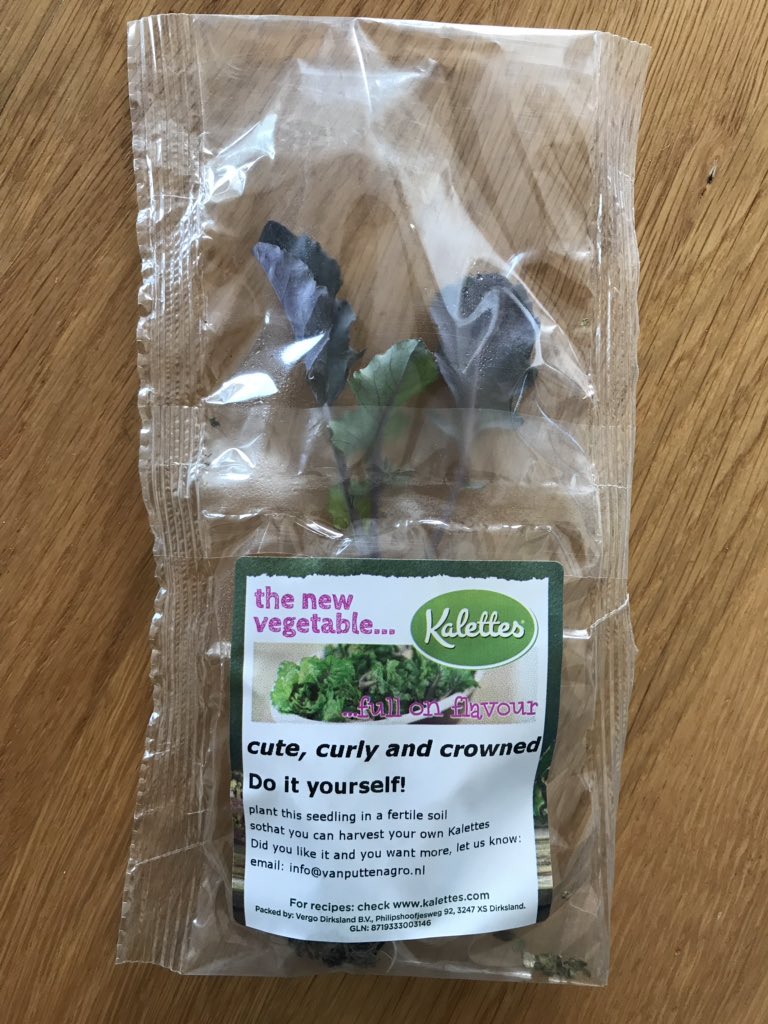 the new
vegetable...
Kalettes®
...full on flavour
cute, curly and crowned
Do it yourself!
plant this seedling in a fertile soil
sothat you can harvest your own Kalettes
Did you like it and you want more, let us know:
email: info@vanputtenagro.nl
For recipes: check www.kalettes.com
Packed by: Vergo Dirksland B.V., Philipshoofjesweg 92, 3247 XS Dirksland.
GLN: 8719333003146